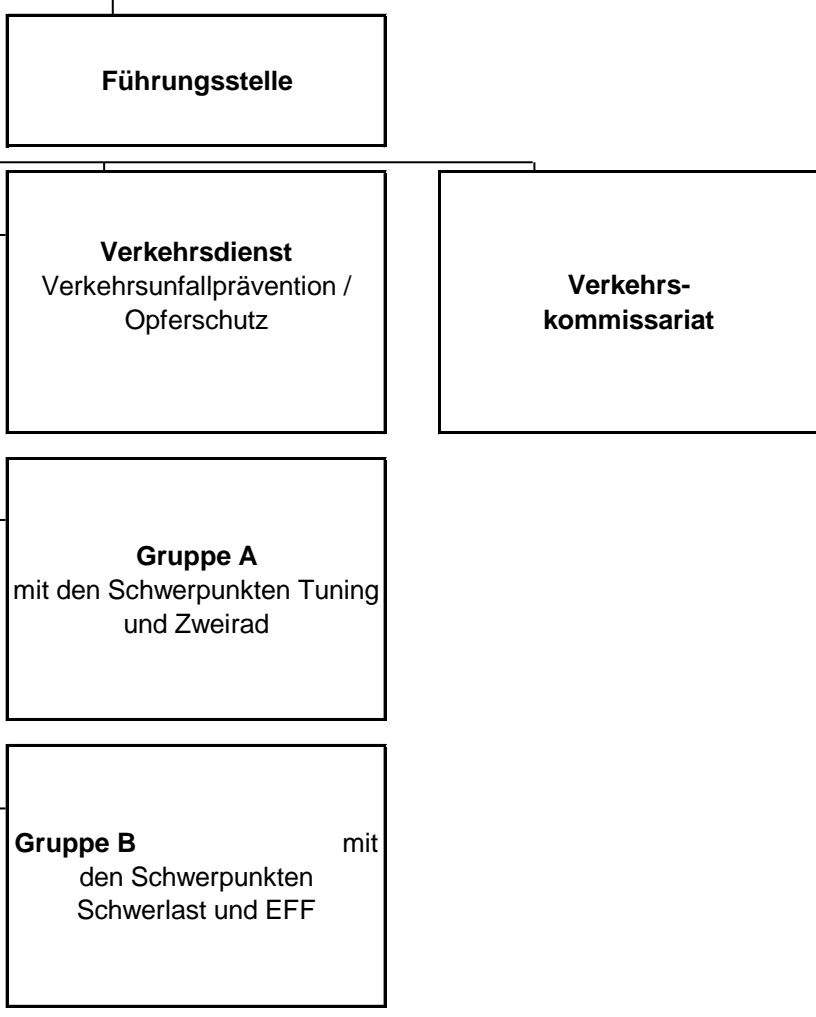 Führungsstelle
Verkehrsdienst
Verkehrsunfallprävention /
Opferschutz
Verkehrs-
kommissariat
Gruppe A
mit den Schwerpunkten Tuning
und Zweirad
Gruppe B mit
den Schwerpunkten
Schwerlast und EFF